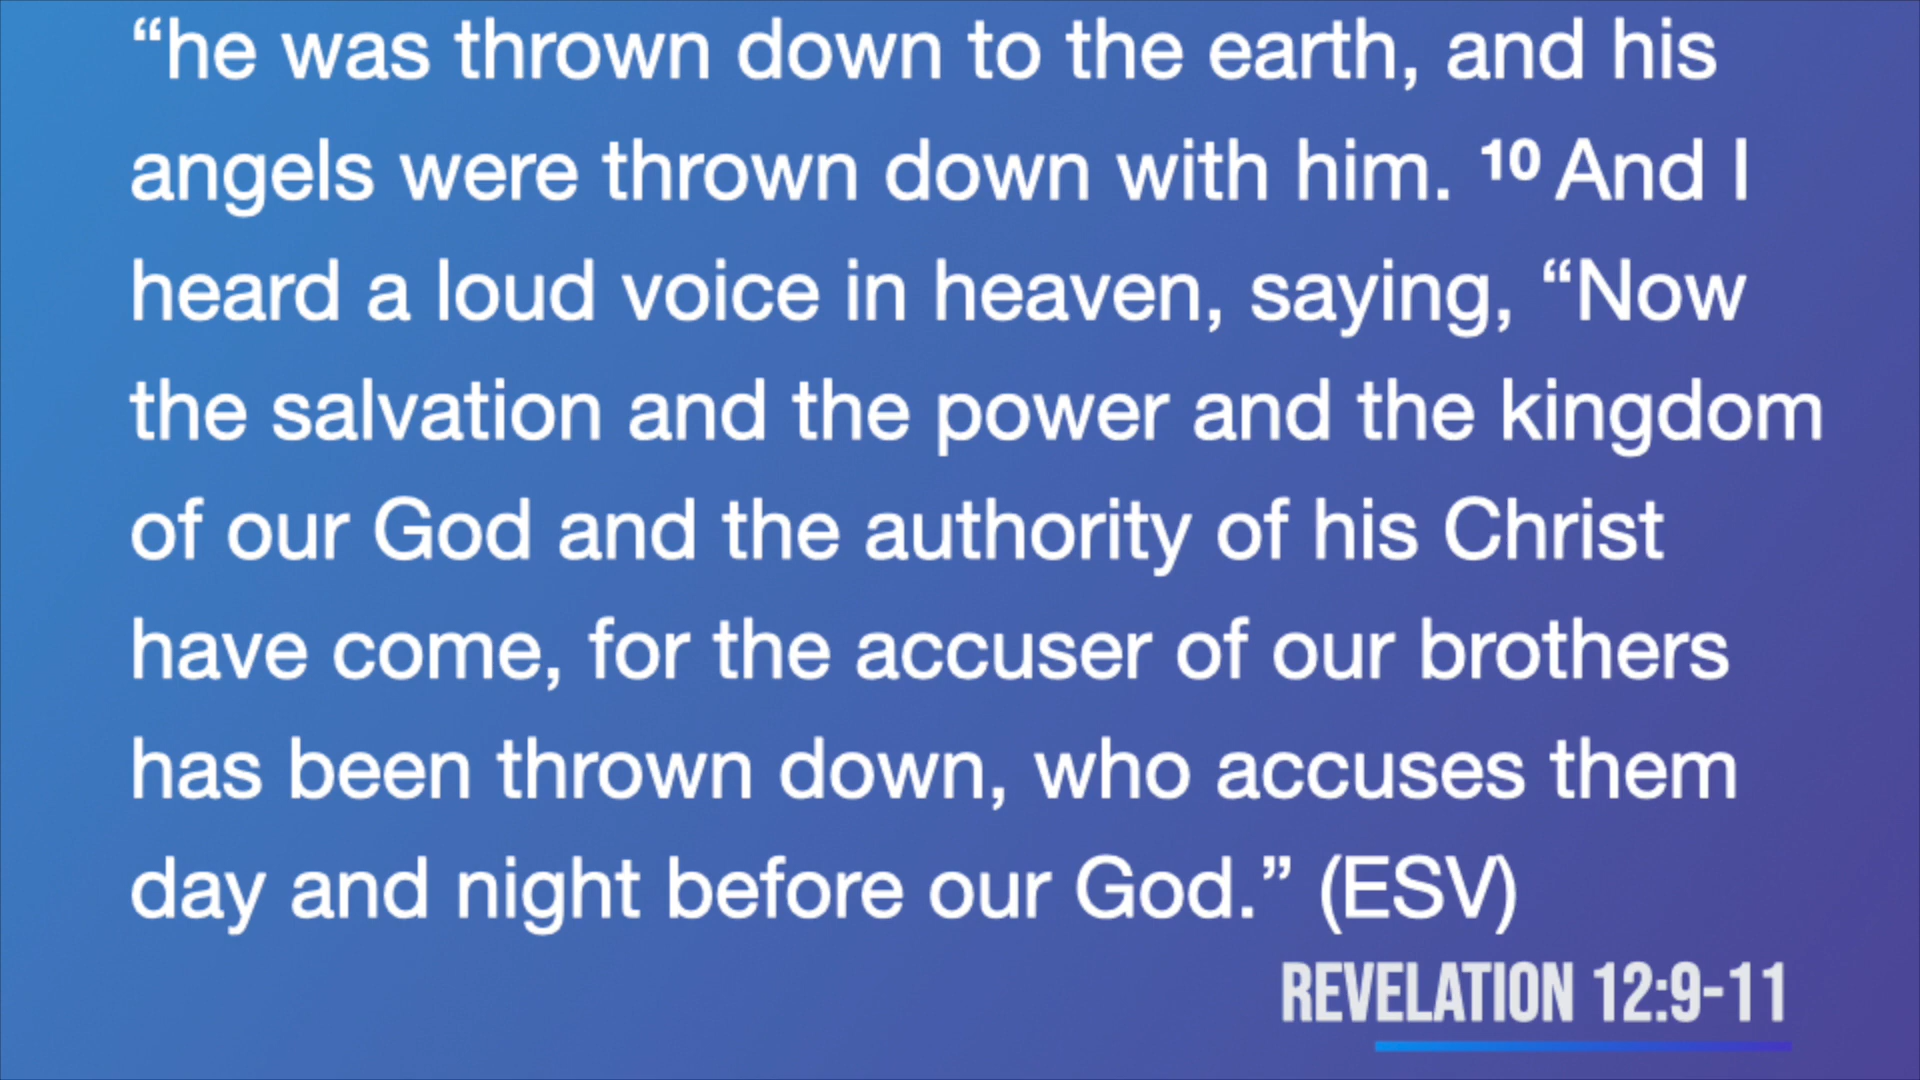 “he was thrown down to the earth, and his
angels were thrown down with him. ¹⁰ And I
heard a loud voice in heaven, saying, “Now
the salvation and the power and the kingdom
of our God and the authority of his Christ
have come, for the accuser of our brothers
has been thrown down, who accuses them
day and night before our God.” (ESV)
REVELATION 12:9-11